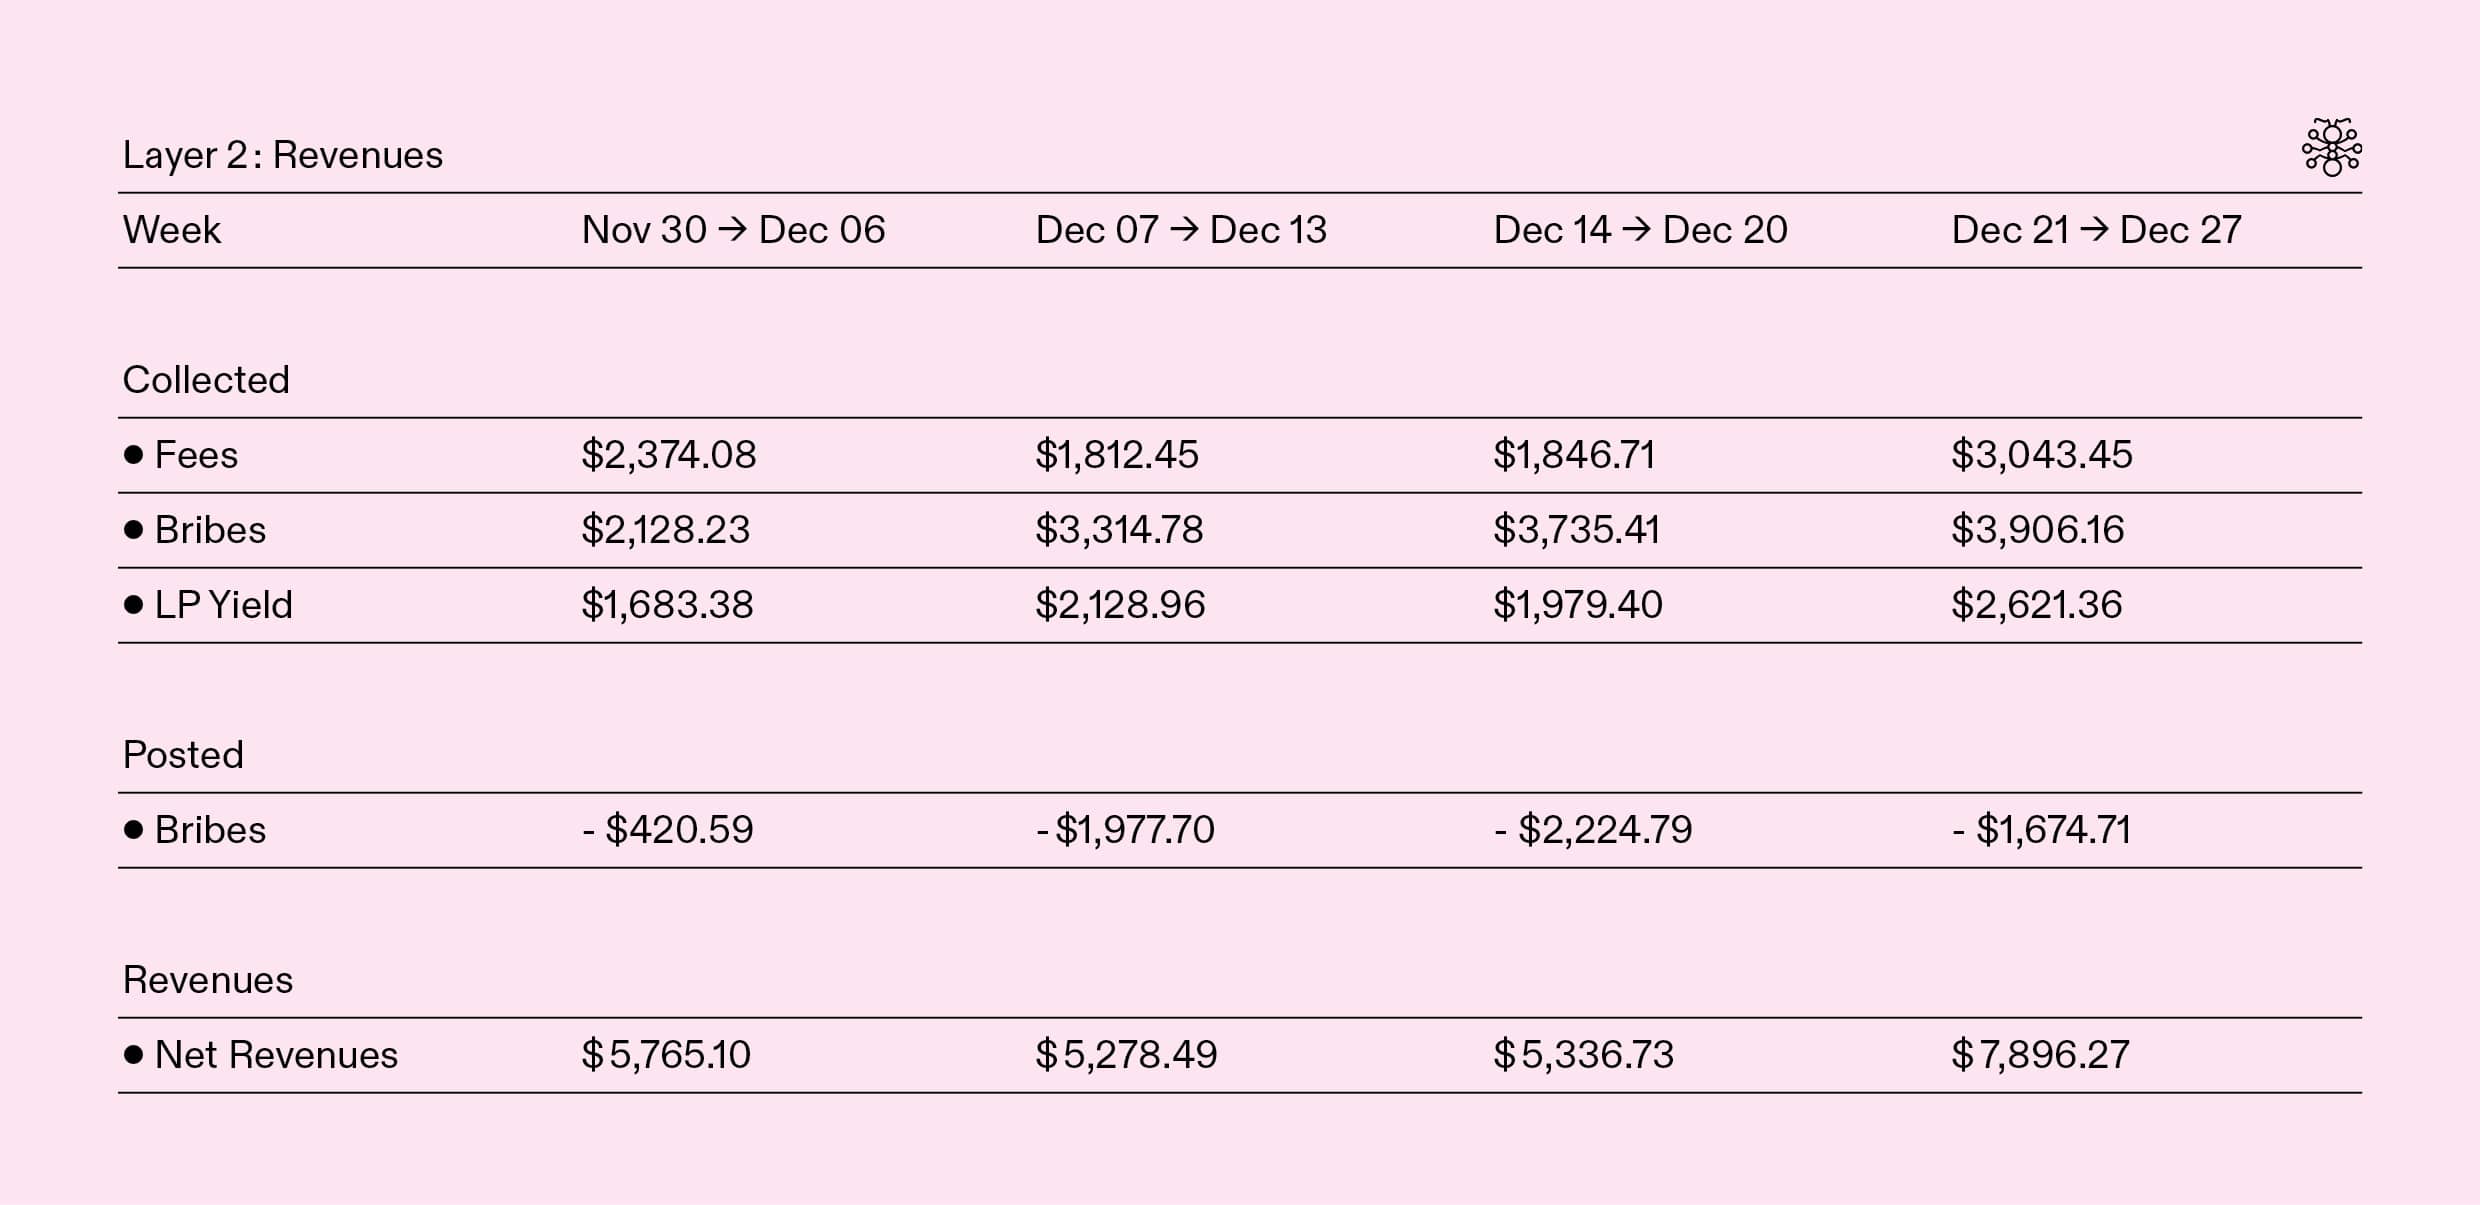 Layer 2: Revenues
Week Nov 30 → Dec 06 Dec 07 → Dec 13 Dec 14 → Dec 20 Dec 21 → Dec 27
Collected
● Fees $2,374.08 $1,812.45 $1,846.71 $3,043.45
● Bribes $2,128.23 $3,314.78 $3,735.41 $3,906.16
● LP Yield $1,683.38 $2,128.96 $1,979.40 $2,621.36
Posted
● Bribes - $420.59 - $1,977.70 - $2,224.79 - $1,674.71
Revenues
● Net Revenues $5,765.10 $5,278.49 $5,336.73 $7,896.27